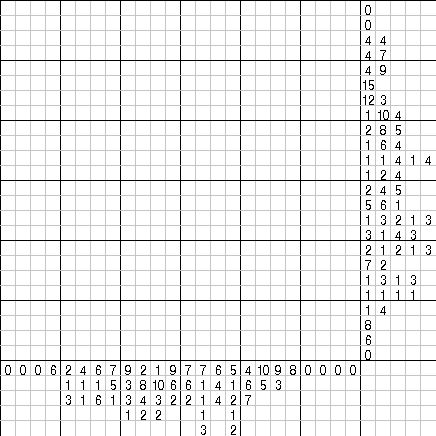 0
0
4 4
4 7
4 9
15
12 3
1 10 4
2 8 5
1 6 4
1 1 4 1 4
1 2 4
2 4 5
5 6 1
1 3 2 1 3
3 1 4 3
2 1 2 1 3
7 2
1 3 1 3
1 1 1 1
1 4
8
6
0
0 0 0 6 2 4 6 7 9 2 1 9 7 7 6 5 4 10 9 8 0 0 0 0
1 1 1 5 3 8 10 6 6 1 4 1 6 5 3
3 1 6 1 3 4 3 2 2 1 4 2 7
1 2 2 1 1
3 2